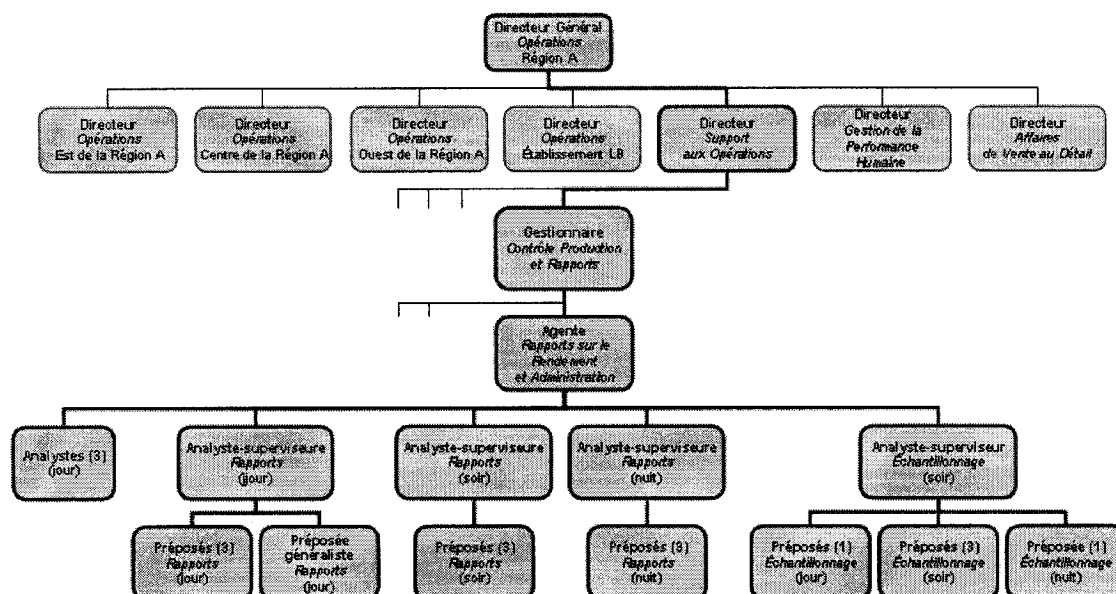 Directeur Général
Opérations
Région A
Directeur
Opérations
Est de la Région A
Directeur
Opérations
Centre de la Région A
Directeur
Opérations
Ouest de la Région A
Directeur
Opérations
Établissement LB
Directeur
Support
aux Opérations
Directeur
Gestion de la
Performance
Humaine
Directeur
Affaires
de Vente au Détail
Gestionnaire
Contrôle Production
et Rapports
Agente
Rapports sur le
Rendement
et Administration
Analystes (3)
(jour)
Analyste-superviseure
Rapports
(jour)
Analyste-superviseure
Rapports
(soir)
Analyste-superviseure
Rapports
(nuit)
Analyste-superviseur
Échantillonnage
(soir)
Préposés (3)
Rapports
(jour)
Préposée
généraliste
Rapports
(jour)
Préposés (3)
Rapports
(soir)
Préposés (3)
Rapports
(nuit)
Préposés (1)
Échantillonnage
(jour)
Préposés (3)
Échantillonnage
(soir)
Préposée (1)
Échantillonnage
(nuit)